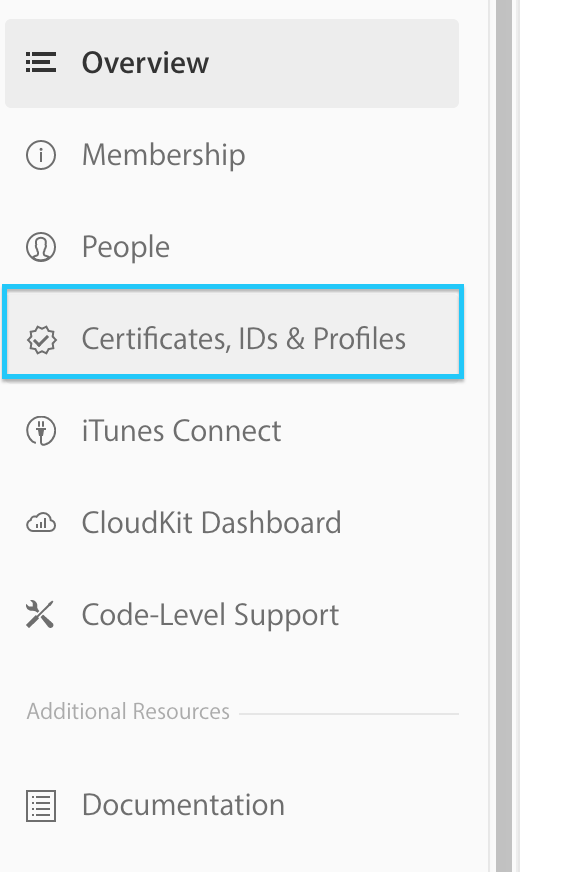 Overview
Membership
People
Certificates, IDs & Profiles
iTunes Connect
CloudKit Dashboard
Code-Level Support
Additional Resources
Documentation